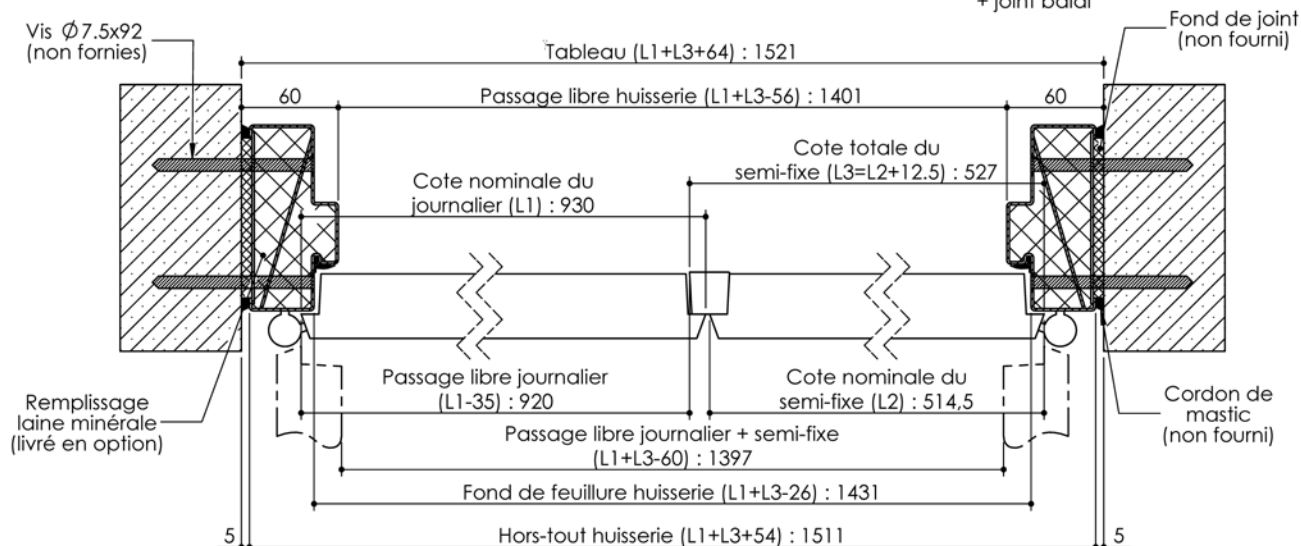 + joint balai
Vis Ø7.5x92
(non fournies)
Fond de joint
(non fourni)
Tableau (L1+L3+64) : 1521
60
Passage libre huisserie (L1+L3-56) : 1401
60
Cote totale du
semi-fixe (L3=L2+12.5) : 527
Cote nominale du
journalier (L1) : 930
Passage libre journalier
(L1-35) : 920
Cote nominale du
semi-fixe (L2) : 514,5
Remplissage
laine minérale
(livré en option)
Cordon de
mastic
(non fourni)
Passage libre journalier + semi-fixe
(L1+L3-60) : 1397
Fond de feuillure huisserie (L1+L3-26) : 1431
5
Hors-tout huisserie (L1+L3+54) : 1511
5